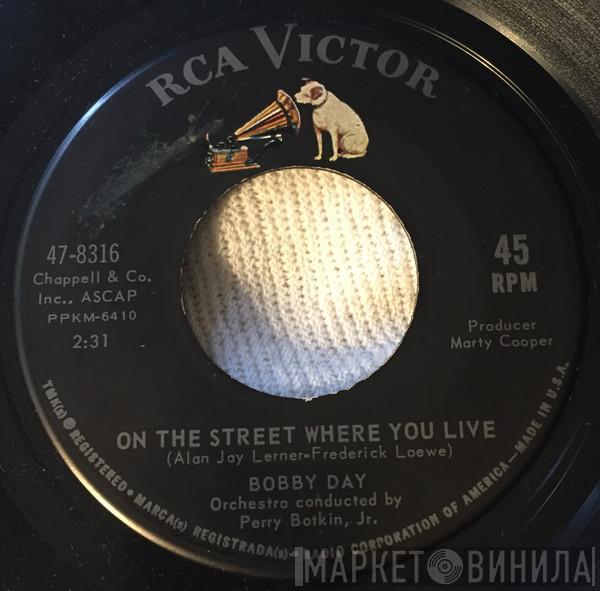 RCA VICTOR
47-8316
Chappell & Co.
Inc., ASCAP
PPKM-6410
2:31
45
RPM
Producer
Marty Cooper
ON THE STREET WHERE YOU LIVE
(Alan Jay Lerner-Frederick Loewe)
BOBBY DAY
Orchestra conducted by
Perry Botkin, Jr.
TMK(s) ® REGISTERED • MARCA(s) REGISTRADA(s) • RADIO CORPORATION OF AMERICA—MADE IN U.S.A.
МАРКЕТ ВИНИЛА